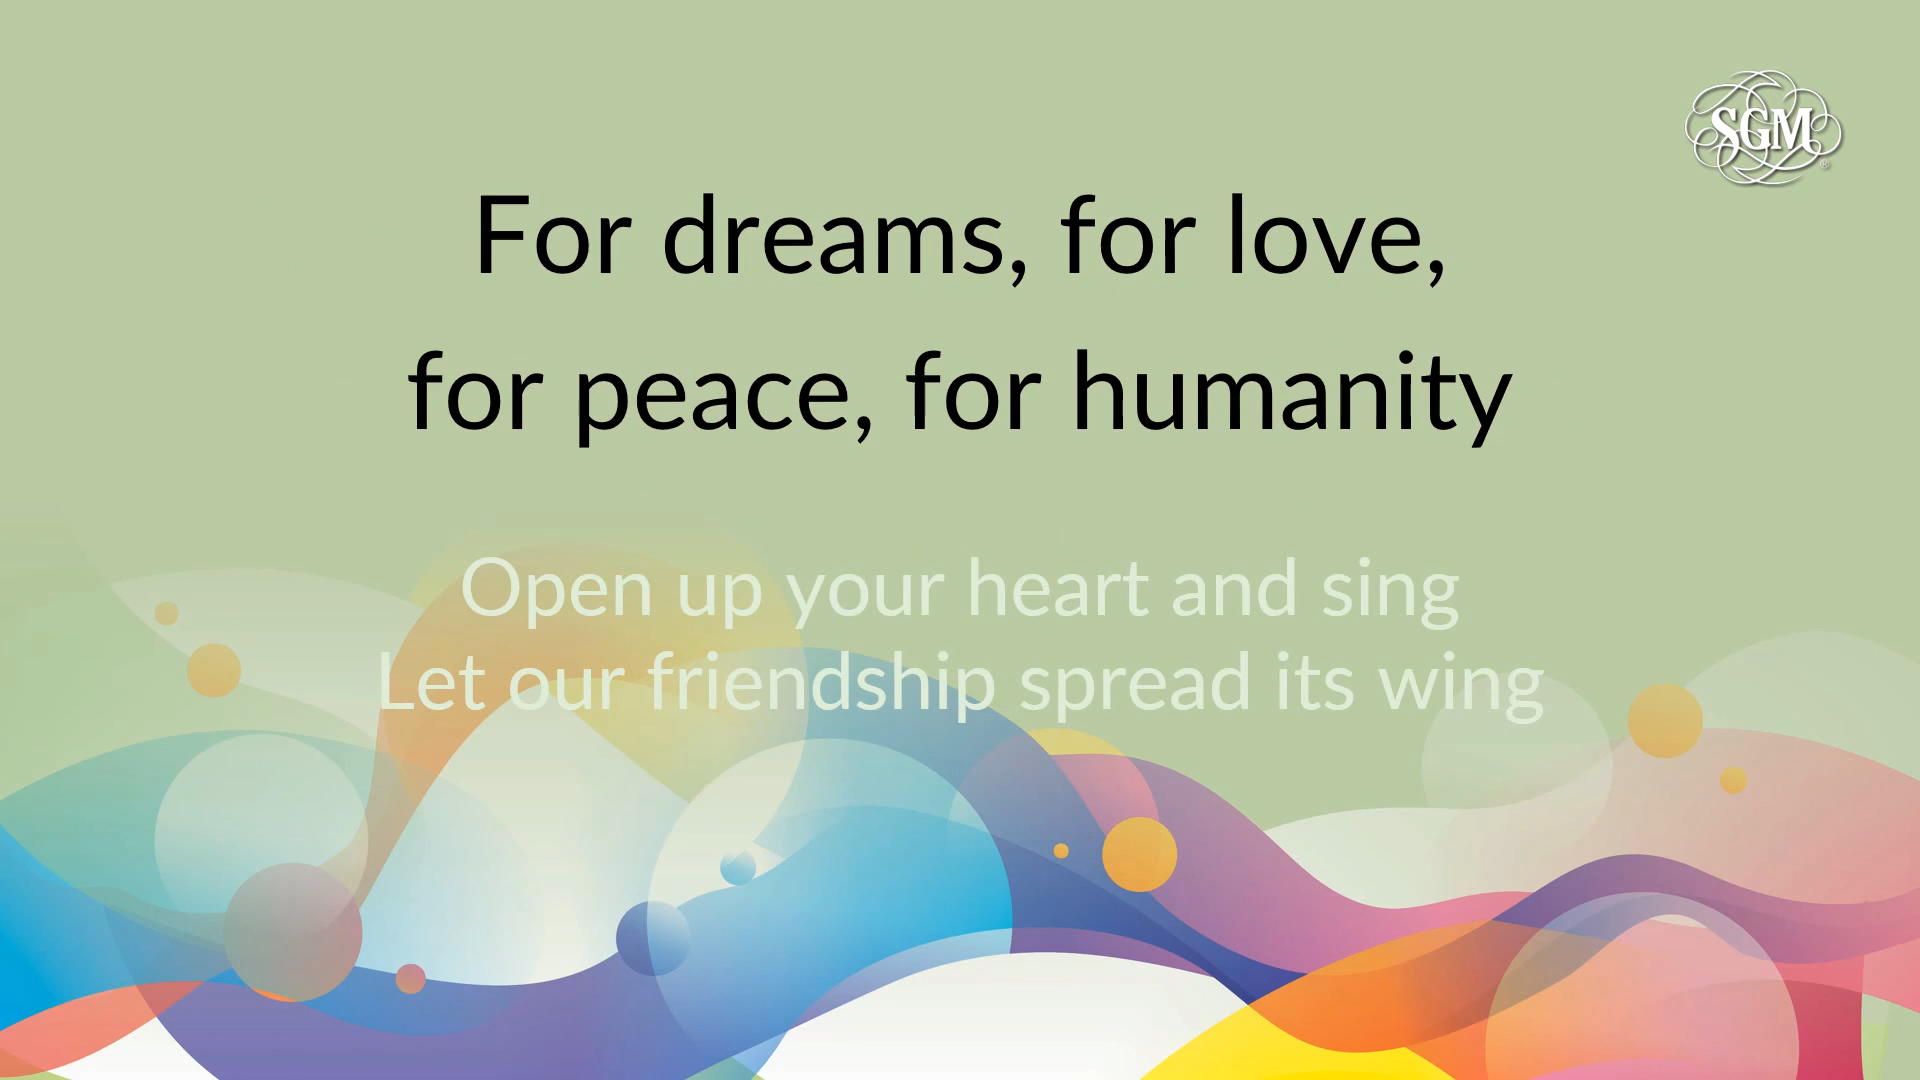 SGM
®
For dreams, for love,
for peace, for humanity
Open up your heart and sing
Let our friendship spread its wing